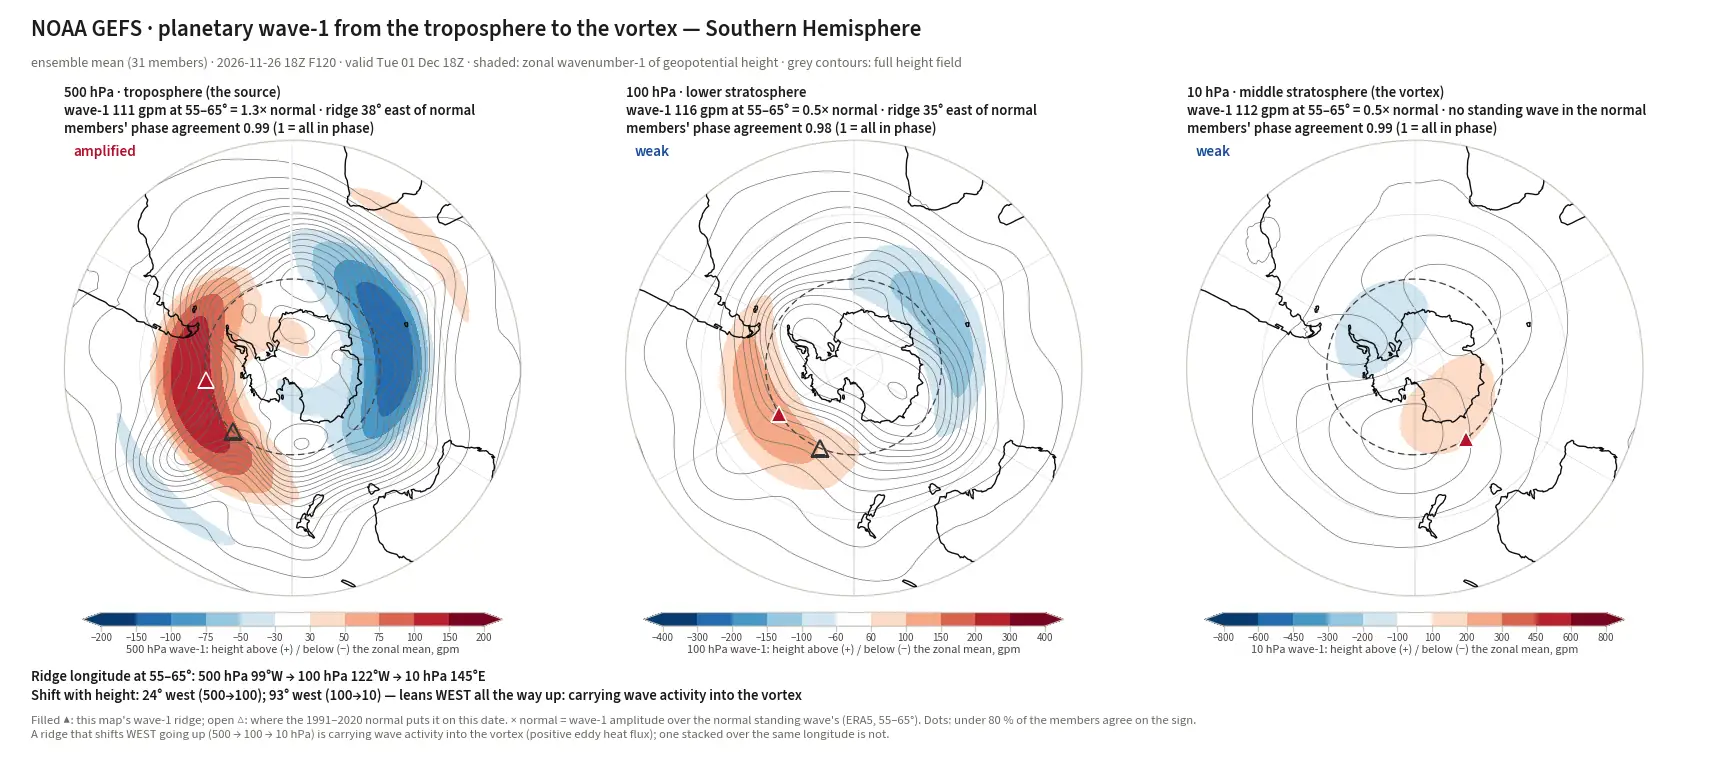 NOAA GEFS · planetary wave-1 from the troposphere to the vortex — Southern Hemisphere
ensemble mean (31 members) · 2026-11-26 18Z F120 · valid Tue 01 Dec 18Z · shaded: zonal wavenumber-1 of geopotential height · grey contours: full height field
500 hPa · troposphere (the source)
wave-1 111 gpm at 55–65° = 1.3× normal · ridge 38° east of normal
members' phase agreement 0.99 (1 = all in phase)
amplified
100 hPa · lower stratosphere
wave-1 116 gpm at 55–65° = 0.5× normal · ridge 35° east of normal
members' phase agreement 0.98 (1 = all in phase)
weak
10 hPa · middle stratosphere (the vortex)
wave-1 112 gpm at 55–65° = 0.5× normal · no standing wave in the normal
members' phase agreement 0.99 (1 = all in phase)
weak
−200 −150 −100 −75 −50 −30 30 50 75 100 150 200
500 hPa wave-1: height above (+) / below (−) the zonal mean, gpm
−400 −300 −200 −150 −100 −60 60 100 150 200 300 400
100 hPa wave-1: height above (+) / below (−) the zonal mean, gpm
−800 −600 −450 −300 −200 −100 100 200 300 450 600 800
10 hPa wave-1: height above (+) / below (−) the zonal mean, gpm
Ridge longitude at 55–65°: 500 hPa 99°W → 100 hPa 122°W → 10 hPa 145°E
Shift with height: 24° west (500→100); 93° west (100→10) — leans WEST all the way up: carrying wave activity into the vortex
Filled ▲: this map's wave-1 ridge; open △: where the 1991–2020 normal puts it on this date. × normal = wave-1 amplitude over the normal standing wave's (ERA5, 55–65°). Dots: under 80 % of the members agree on the sign.
A ridge that shifts WEST going up (500 → 100 → 10 hPa) is carrying wave activity into the vortex (positive eddy heat flux); one stacked over the same longitude is not.